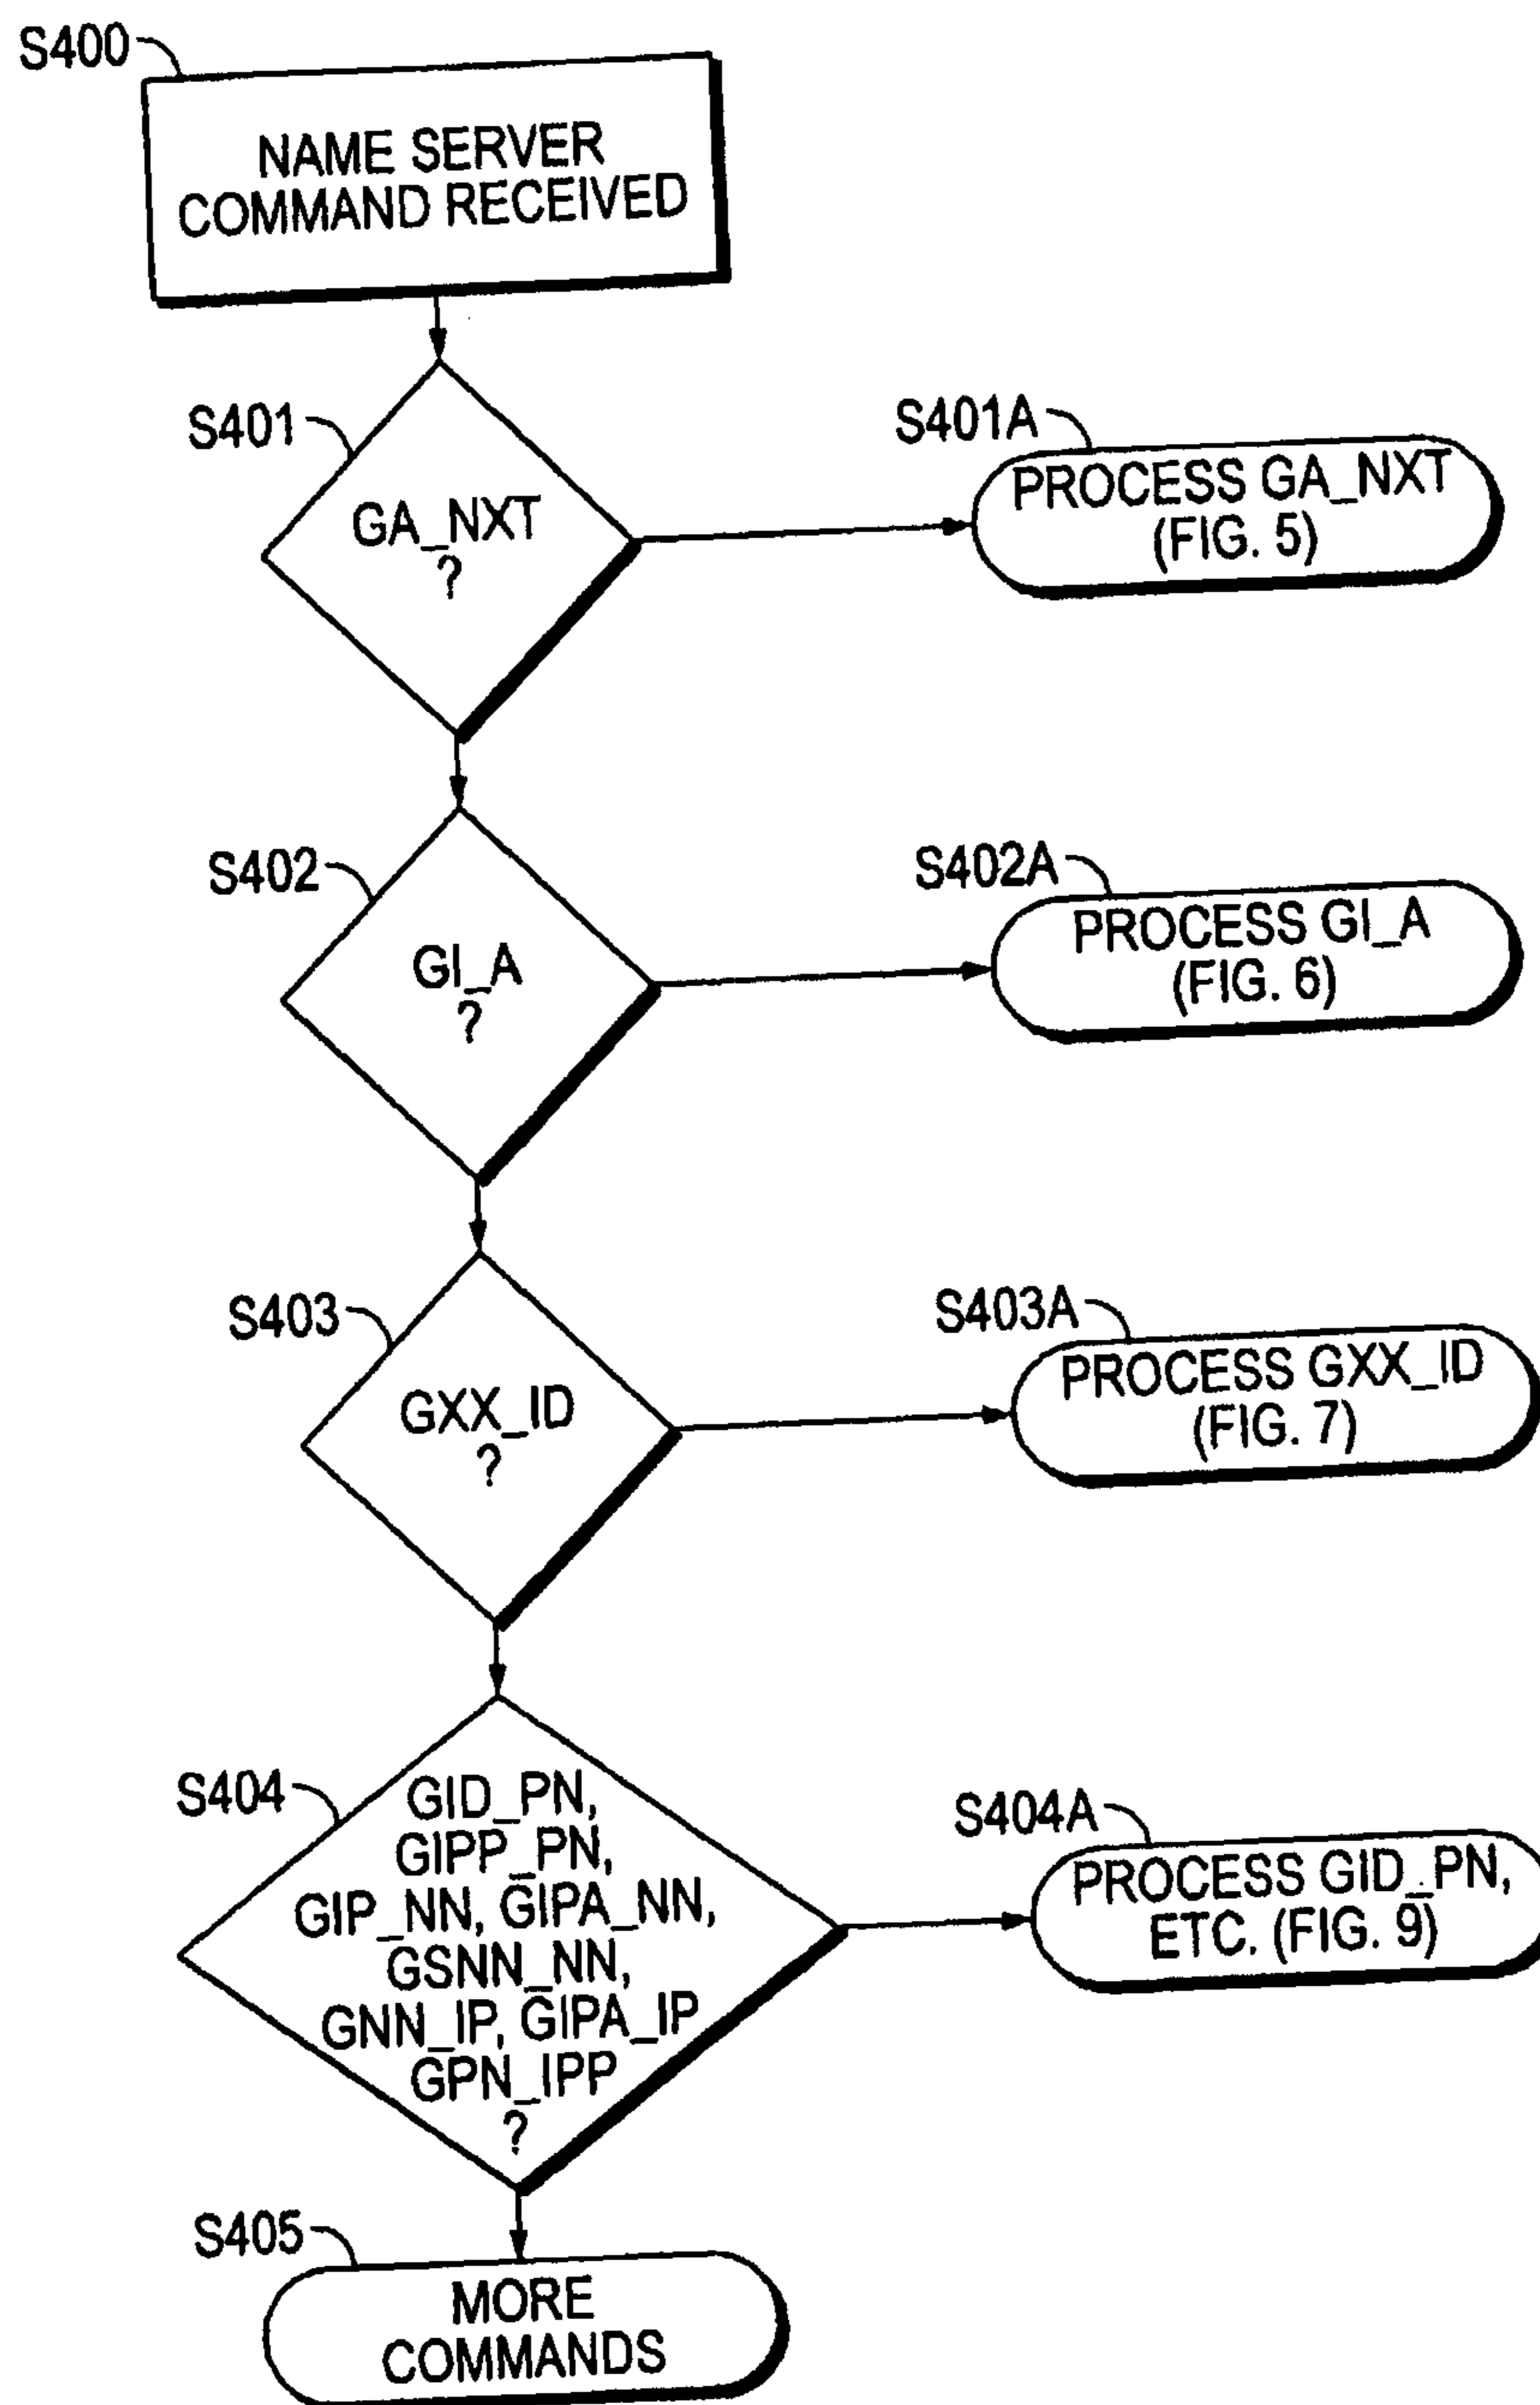 S400
NAME SERVER
COMMAND RECEIVED
S401
GA_NXT
?
S401A
PROCESS GA_NXT
(FIG. 5)
S402
GI_A
?
S402A
PROCESS GI_A
(FIG. 6)
S403
GXX_ID
?
S403A
PROCESS GXX_ID
(FIG. 7)
S404
GID_PN,
GIPP_PN,
GIP_NN, GIPA_NN,
GSNN_NN,
GNN_IP, GIPA_IP
GPN_IPP
?
S404A
PROCESS GID_PN,
ETC. (FIG. 9)
S405
MORE
COMMANDS